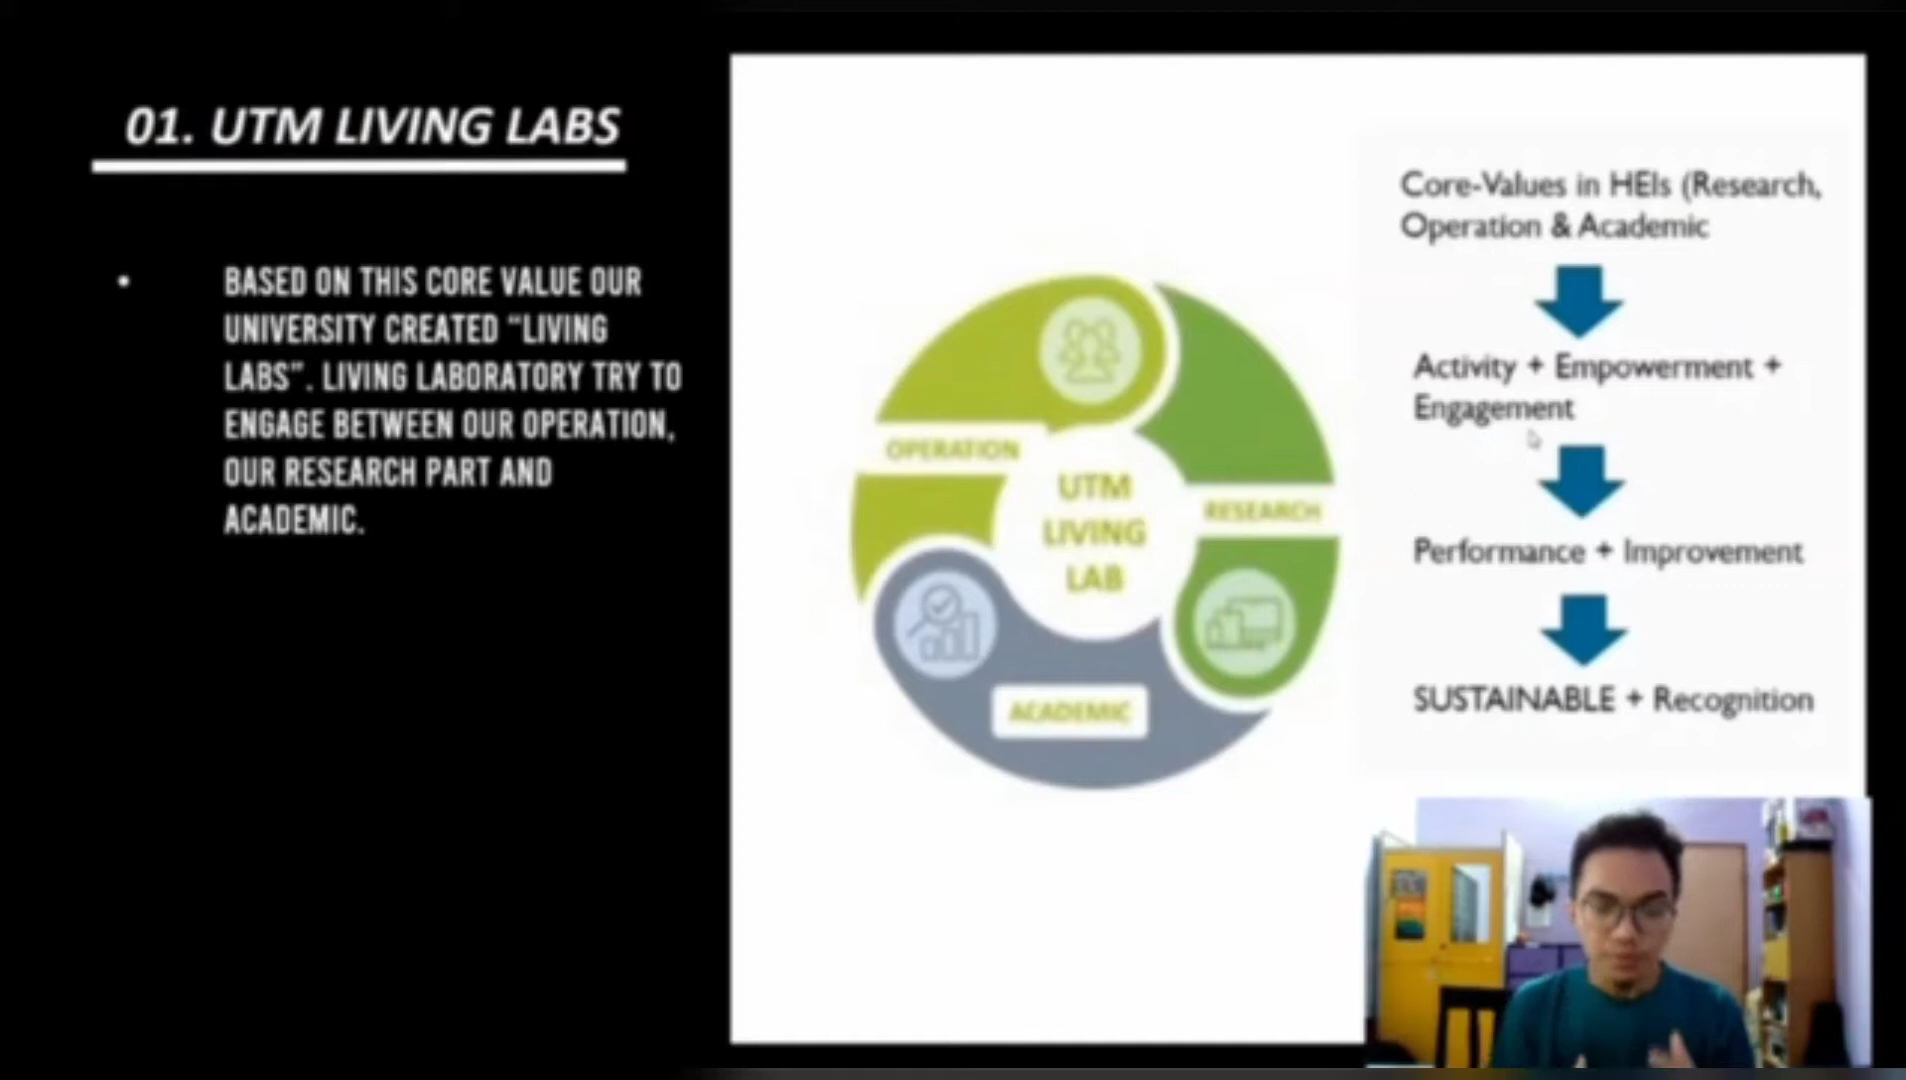 01. UTM LIVING LABS
• BASED ON THIS CORE VALUE OUR
UNIVERSITY CREATED “LIVING
LABS”. LIVING LABORATORY TRY TO
ENGAGE BETWEEN OUR OPERATION,
OUR RESEARCH PART AND
ACADEMIC.
OPERATION
UTM
LIVING
LAB
RESEARCH
ACADEMIC
Core-Values in HEIs (Research,
Operation & Academic
Activity + Empowerment +
Engagement
Performance + Improvement
SUSTAINABLE + Recognition